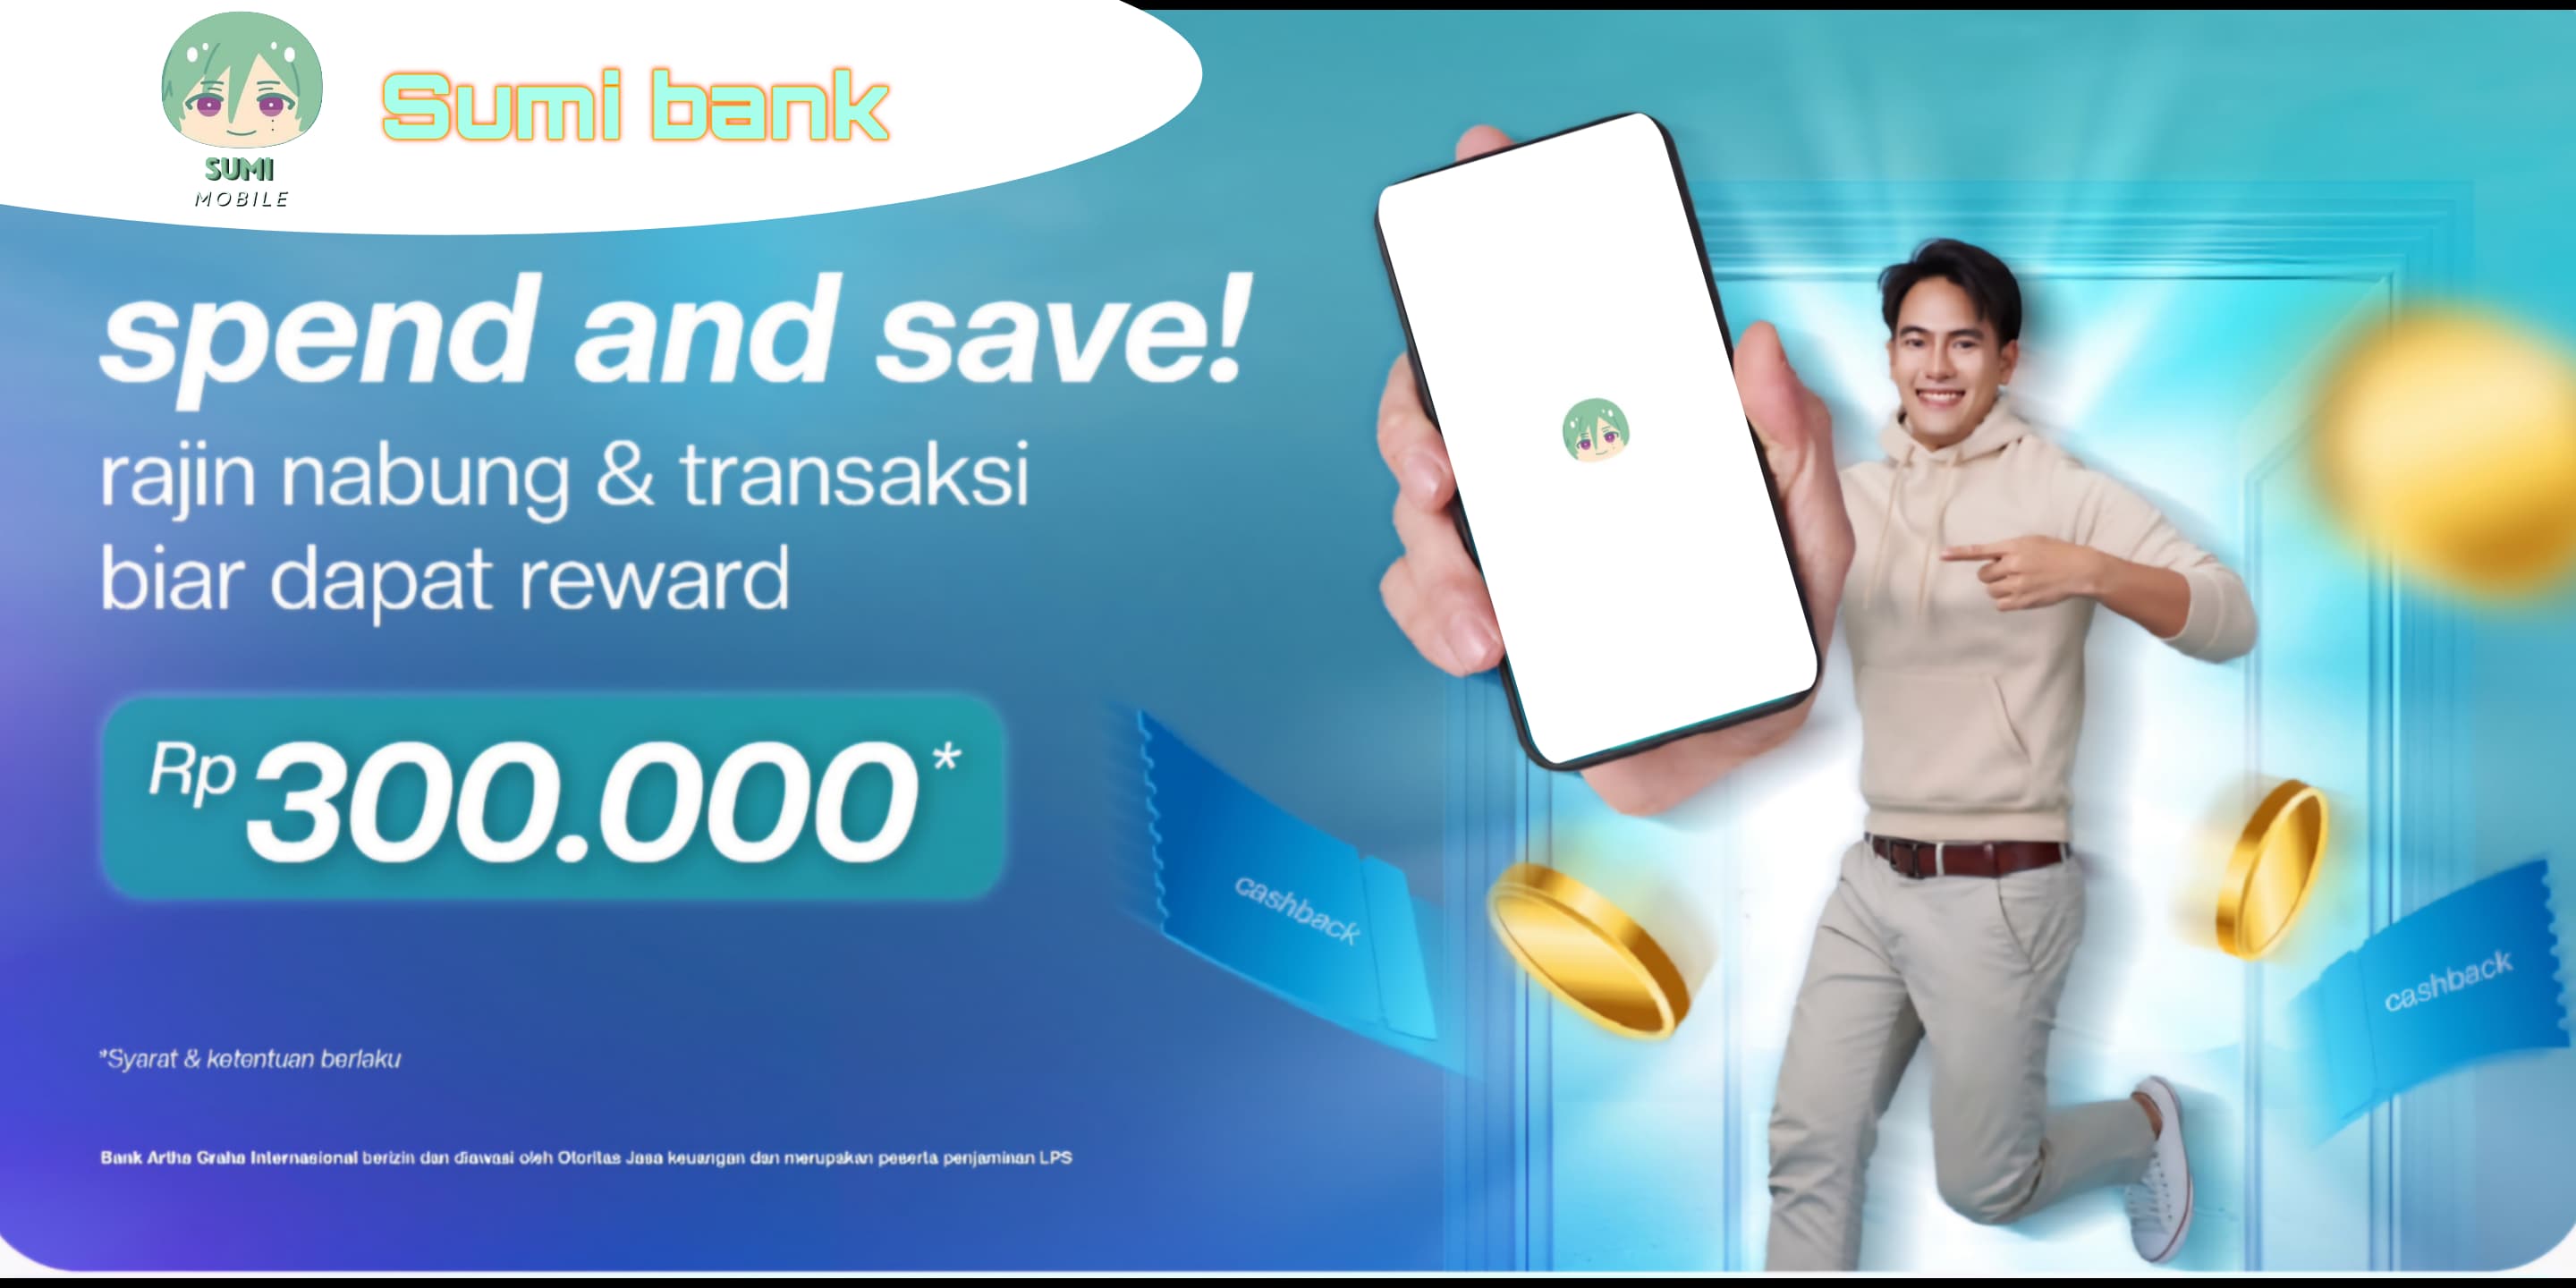 Sumi bank
SUMI
MOBILE
spend and save!
rajin nabung & transaksi
biar dapat reward
Rp 300.000*
cashback
cashback
*Syarat & ketentuan berlaku
Bank Artha Graha Internasional berizin dan diawasi oleh Otoritas Jasa keuangan dan merupakan peserta penjaminan LPS